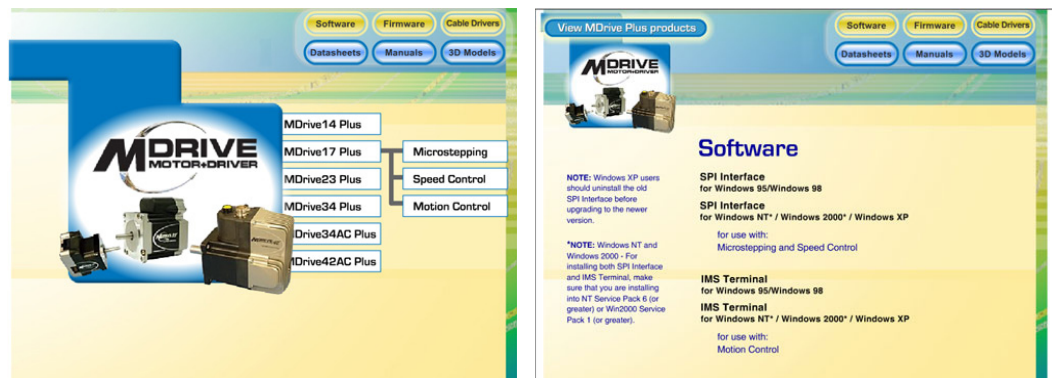 Software Firmware Cable Drivers
Datasheets Manuals 3D Models
MDRIVE
MOTOR+DRIVER
MDrive14 Plus
MDrive17 Plus
MDrive23 Plus
MDrive34 Plus
MDrive34AC Plus
MDrive42AC Plus
Microstepping
Speed Control
Motion Control
View MDrive Plus products
Software Firmware Cable Drivers
Datasheets Manuals 3D Models
MDRIVE
MOTOR+DRIVER
Software
NOTE: Windows XP users
should uninstall the old
SPI Interface before
upgrading to the newer
version.
*NOTE: Windows NT and
Windows 2000 - For
installing both SPI Interface
and IMS Terminal, make
sure that you are installing
into NT Service Pack 6 (or
greater) or Win2000 Service
Pack 1 (or greater).
SPI Interface
for Windows 95/Windows 98
SPI Interface
for Windows NT* / Windows 2000* / Windows XP
for use with:
Microstepping and Speed Control
IMS Terminal
for Windows 95/Windows 98
IMS Terminal
for Windows NT* / Windows 2000* / Windows XP
for use with:
Motion Control